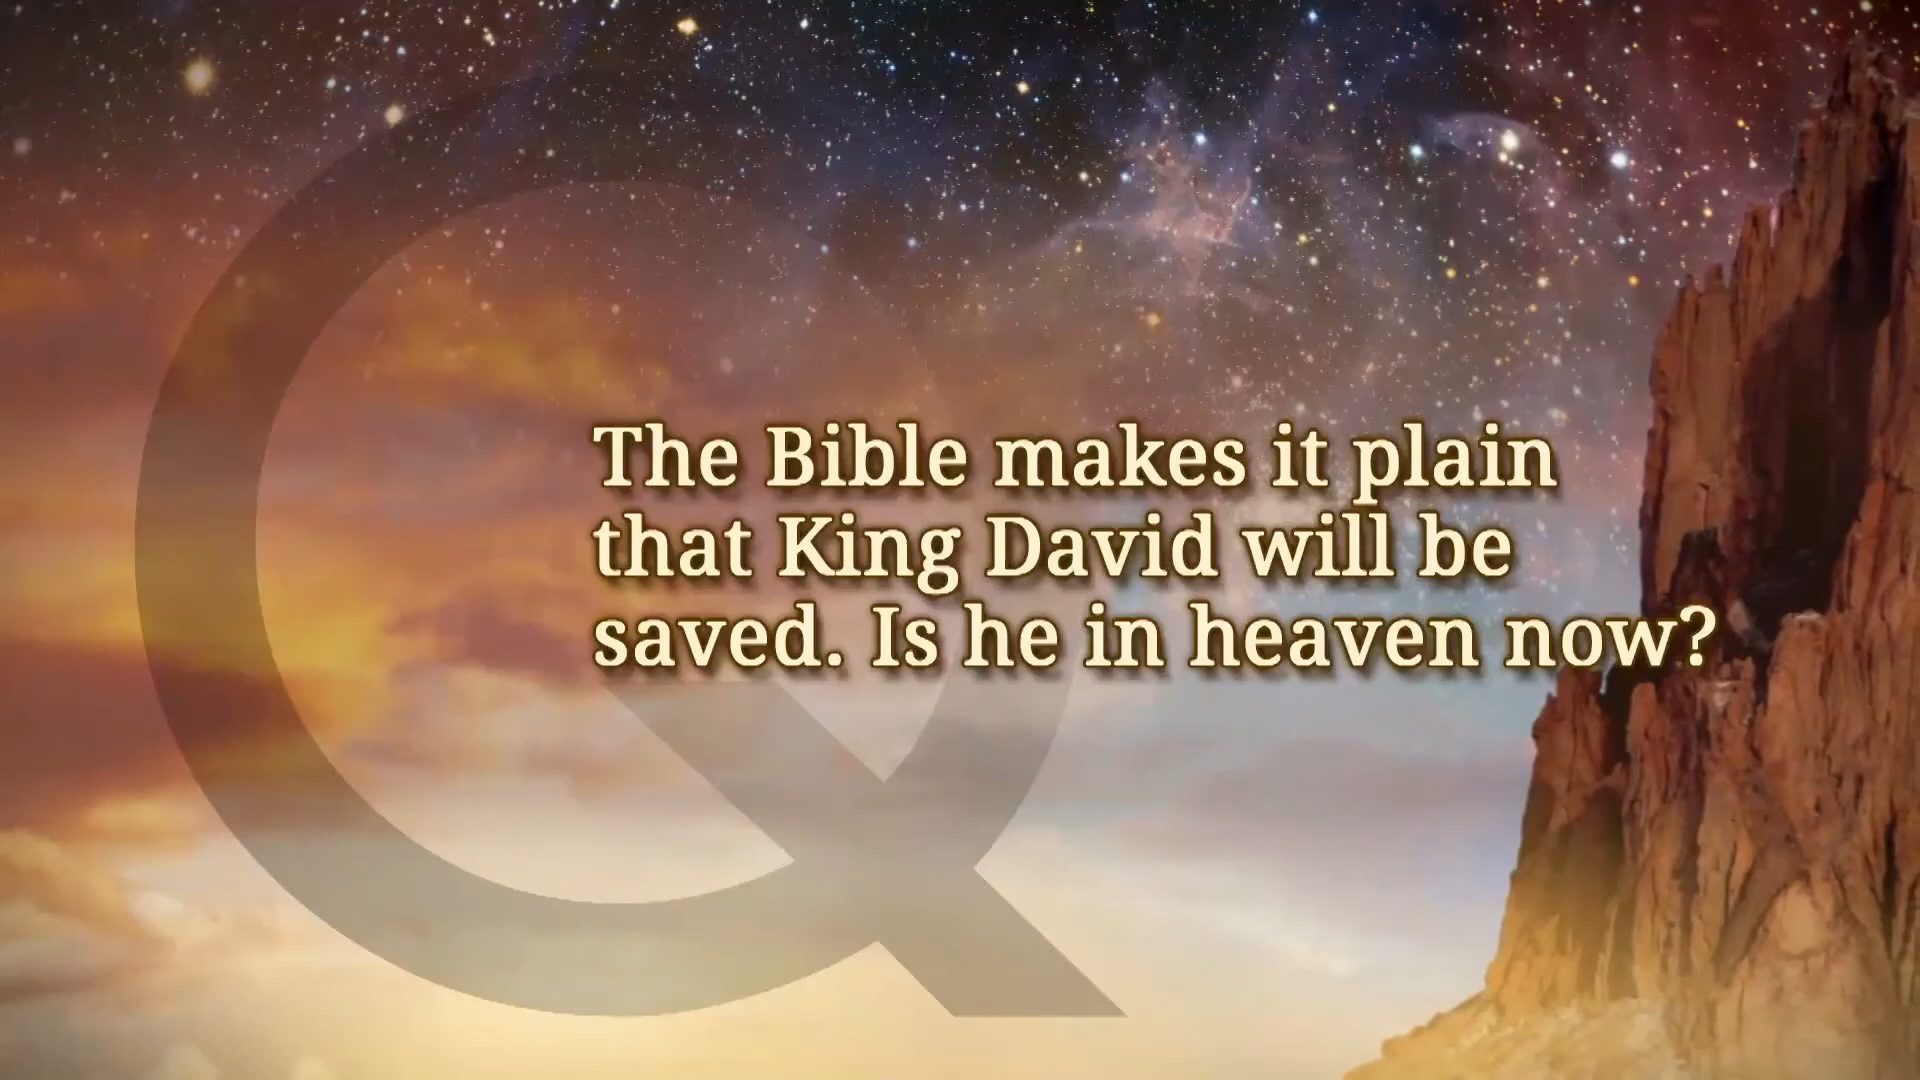 The Bible makes it plain
that King David will be
saved. Is he in heaven now?
Q